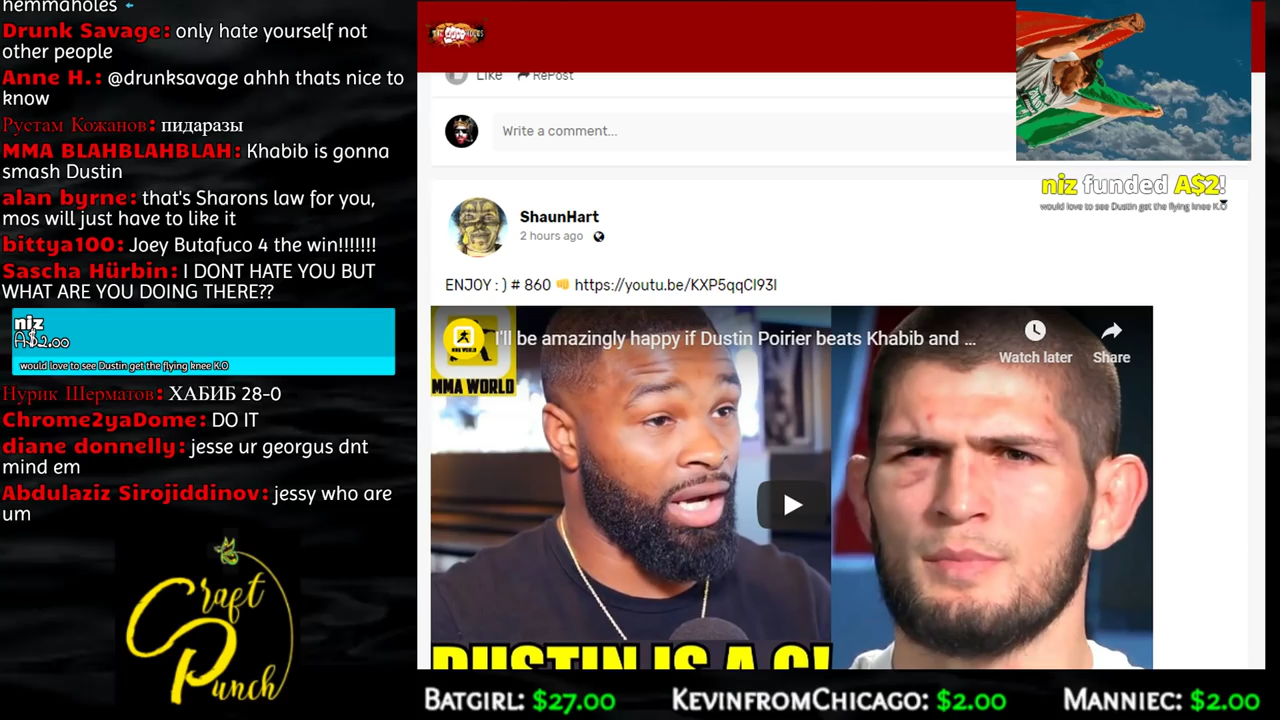 hemmaholes
Drunk Savage: only hate yourself not
other people
Anne H.: @drunksavage ahhh thats nice to
know
Рустам Кожанов: пидаразы
MMA BLAHBLAHBLAH: Khabib is gonna
smash Dustin
alan byrne: that's Sharons law for you,
mos will just have to like it
bittya100: Joey Butafuco 4 the win!!!!!!!
Sascha Hürbin: I DONT HATE YOU BUT
WHAT ARE YOU DOING THERE??
niz
A$2.00
would love to see Dustin get the flying knee K.O
Нурик Шерматов: ХАБИБ 28-0
Chrome2yaDome: DO IT
diane donnelly: jesse ur georgus dnt
mind em
Abdulaziz Sirojiddinov: jessy who are
um
Craft
Punch
Like RePost
Write a comment...
niz funded A$2!
would love to see Dustin get the flying knee K.O
ShaunHart
2 hours ago
ENJOY : ) # 860 👊 https://youtu.be/KXP5qqCI93I
I'll be amazingly happy if Dustin Poirier beats Khabib and ...
Watch later
Share
MMA WORLD
DUSTIN IS A G!
BATGIRL: $27.00 KEVINFROMCHICAGO: $2.00 MANNIEC: $2.00